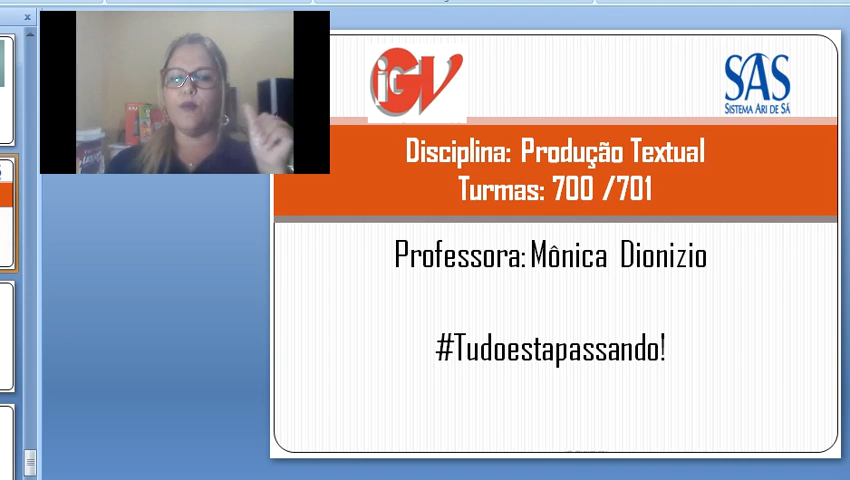 iGV
SAS
SISTEMA ARI DE SÁ
Disciplina: Produção Textual
Turmas: 700 /701
Professora: Mônica Dionizio
#Tudoestapassando!